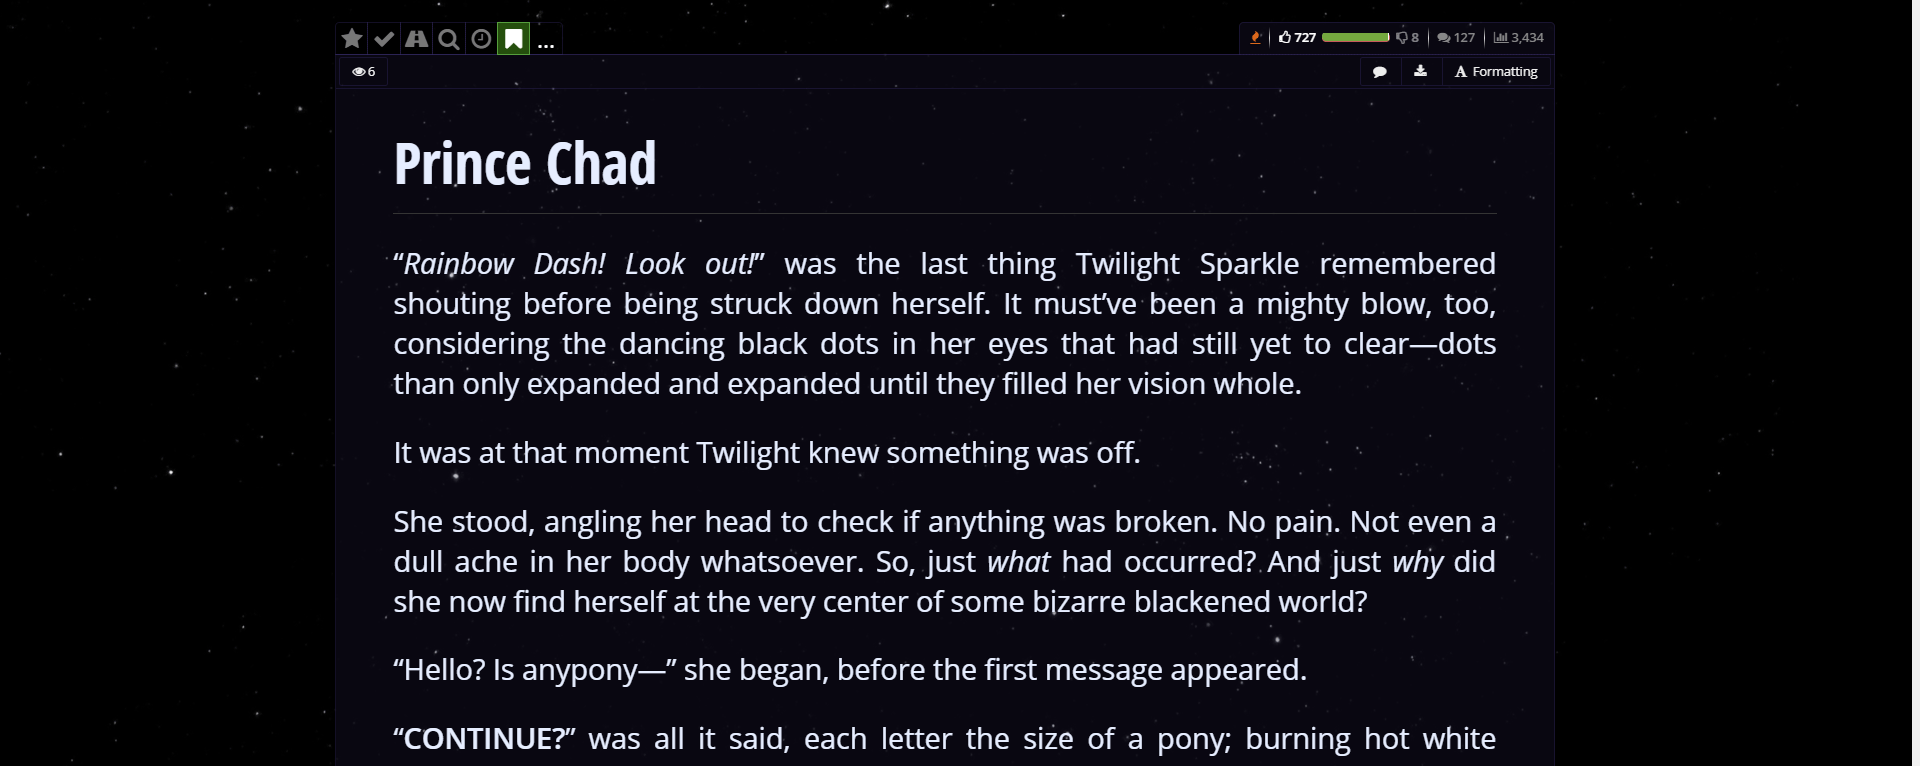 ...
727 8 127 3,434
6
Formatting
Prince Chad
“Rainbow Dash! Look out!” was the last thing Twilight Sparkle remembered
shouting before being struck down herself. It must’ve been a mighty blow, too,
considering the dancing black dots in her eyes that had still yet to clear—dots
than only expanded and expanded until they filled her vision whole.
It was at that moment Twilight knew something was off.
She stood, angling her head to check if anything was broken. No pain. Not even a
dull ache in her body whatsoever. So, just what had occurred? And just why did
she now find herself at the very center of some bizarre blackened world?
“Hello? Is anypony—” she began, before the first message appeared.
“CONTINUE?” was all it said, each letter the size of a pony; burning hot white